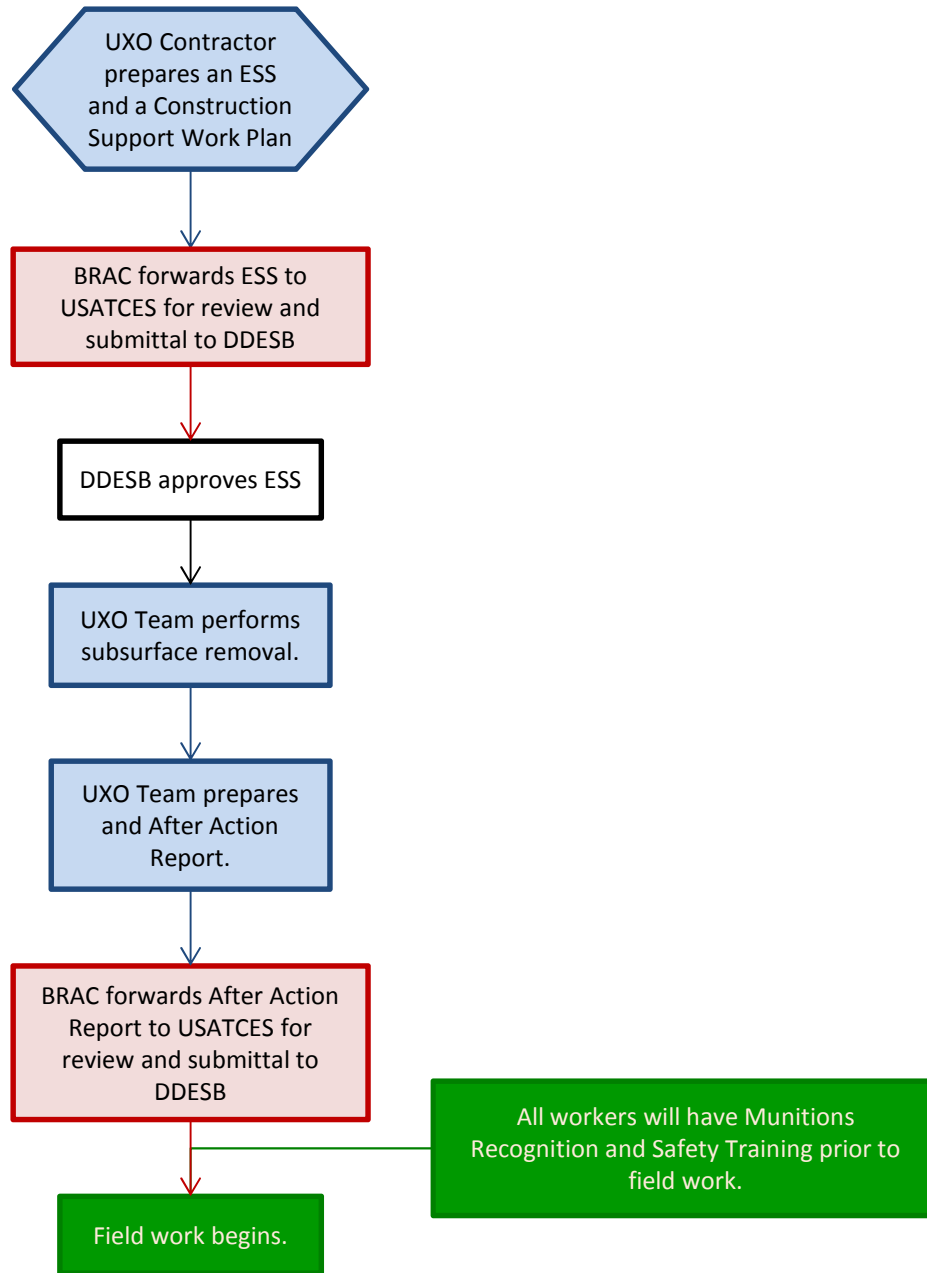 UXO Contractor
prepares an ESS
and a Construction
Support Work Plan
BRAC forwards ESS to
USATCES for review and
submittal to DDESB
DDESB approves ESS
UXO Team performs
subsurface removal.
UXO Team prepares
and After Action
Report.
BRAC forwards After Action
Report to USATCES for
review and submittal to
DDESB
All workers will have Munitions
Recognition and Safety Training prior to
field work.
Field work begins.